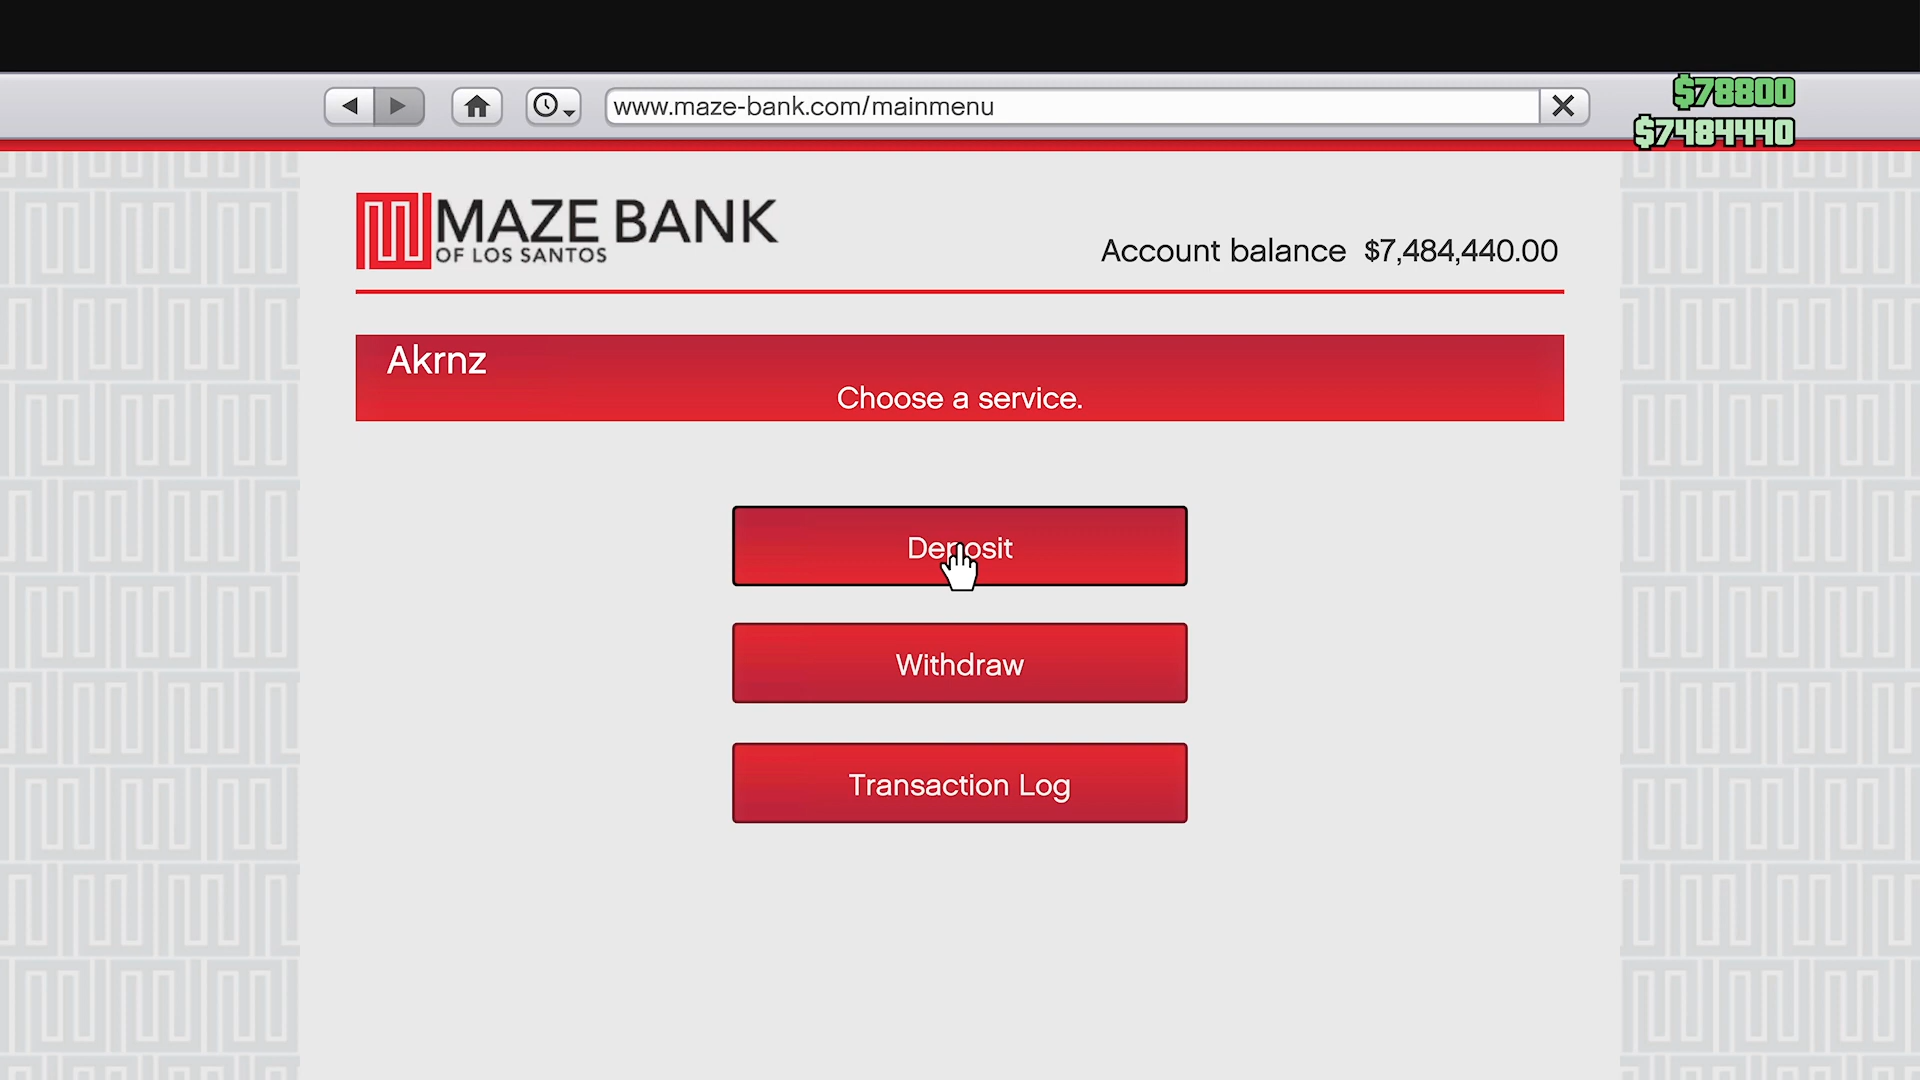 www.maze-bank.com/mainmenu
$78800
$7484440
MAZE BANK
OF LOS SANTOS
Account balance $7,484,440.00
Akrnz
Choose a service.
Deposit
Withdraw
Transaction Log